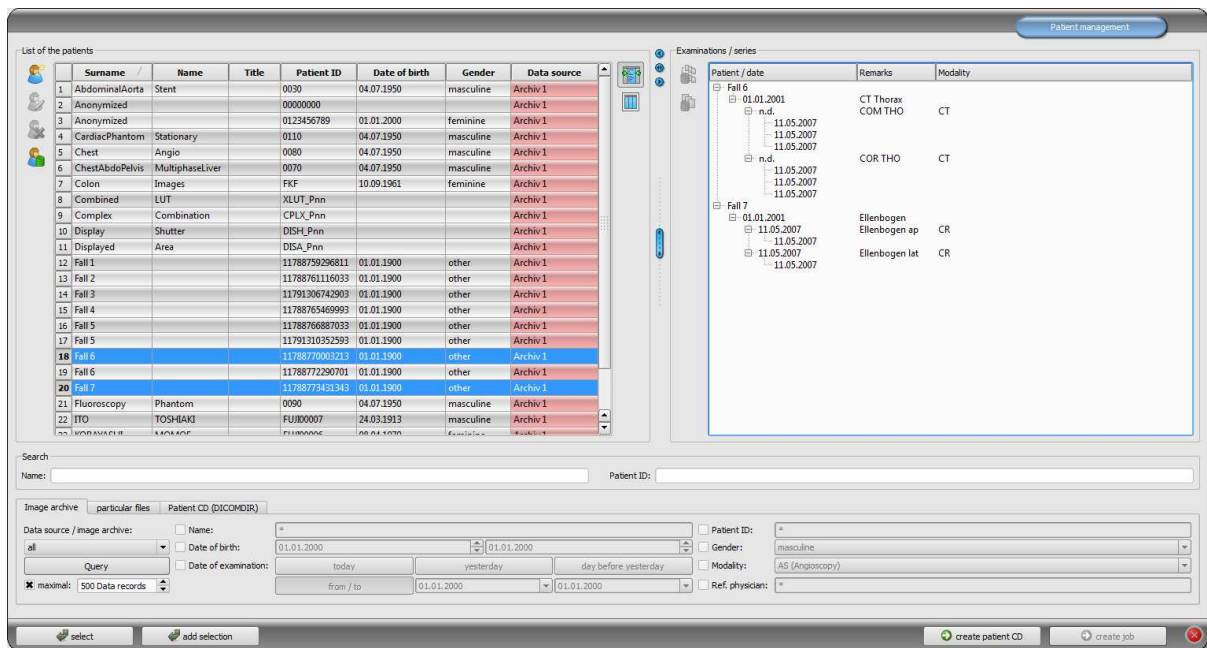 Patient management
List of the patients
Surname Name Title Patient ID Date of birth Gender Data source
1 AbdominalAorta Stent 0030 04.07.1950 masculine Archiv 1
2 Anonymized 00000000 Archiv 1
3 Anonymized 0123456789 01.01.2000 feminine Archiv 1
4 CardiacPhantom Stationary 0110 04.07.1950 masculine Archiv 1
5 Chest Angio 0080 04.07.1950 masculine Archiv 1
6 ChestAbdoPelvis MultiphaseLiver 0070 04.07.1950 masculine Archiv 1
7 Colon Images FKF 10.09.1961 feminine Archiv 1
8 Combined LUT XLUT_Pnn Archiv 1
9 Complex Combination CPLX_Pnn Archiv 1
10 Display Shutter DISH_Pnn Archiv 1
11 Displayed Area DISA_Pnn Archiv 1
12 Fall 1 11788759296811 01.01.1900 other Archiv 1
13 Fall 2 11788761116033 01.01.1900 other Archiv 1
14 Fall 3 11791306742903 01.01.1900 other Archiv 1
15 Fall 4 11788765469993 01.01.1900 other Archiv 1
16 Fall 5 11788766887033 01.01.1900 other Archiv 1
17 Fall 5 11791310352593 01.01.1900 other Archiv 1
18 Fall 6 11788770003213 01.01.1900 other Archiv 1
19 Fall 6 11788772290701 01.01.1900 other Archiv 1
20 Fall 7 11788773431343 01.01.1900 other Archiv 1
21 Fluoroscopy Phantom 0090 04.07.1950 masculine Archiv 1
22 ITO TOSHIAKI FUJI00007 24.03.1913 masculine Archiv 1
Examinations / series
Patient / date Remarks Modality
Fall 6
01.01.2001 CT Thorax
n.d. COM THO CT
11.05.2007
11.05.2007
11.05.2007
n.d. COR THO CT
11.05.2007
11.05.2007
11.05.2007
Fall 7
01.01.2001 Ellenbogen
11.05.2007 Ellenbogen ap CR
11.05.2007
11.05.2007 Ellenbogen lat CR
11.05.2007
Search
Name: Patient ID:
Image archive particular files Patient CD (DICOMDIR)
Data source / image archive: Name: * Patient ID: *
all Date of birth: 01.01.2000 01.01.2000 Gender: masculine
Query Date of examination: today yesterday day before yesterday Modality: AS (Angioscopy)
maximal: 500 Data records from / to 01.01.2000 01.01.2000 Ref. physician: *
select add selection create patient CD create job